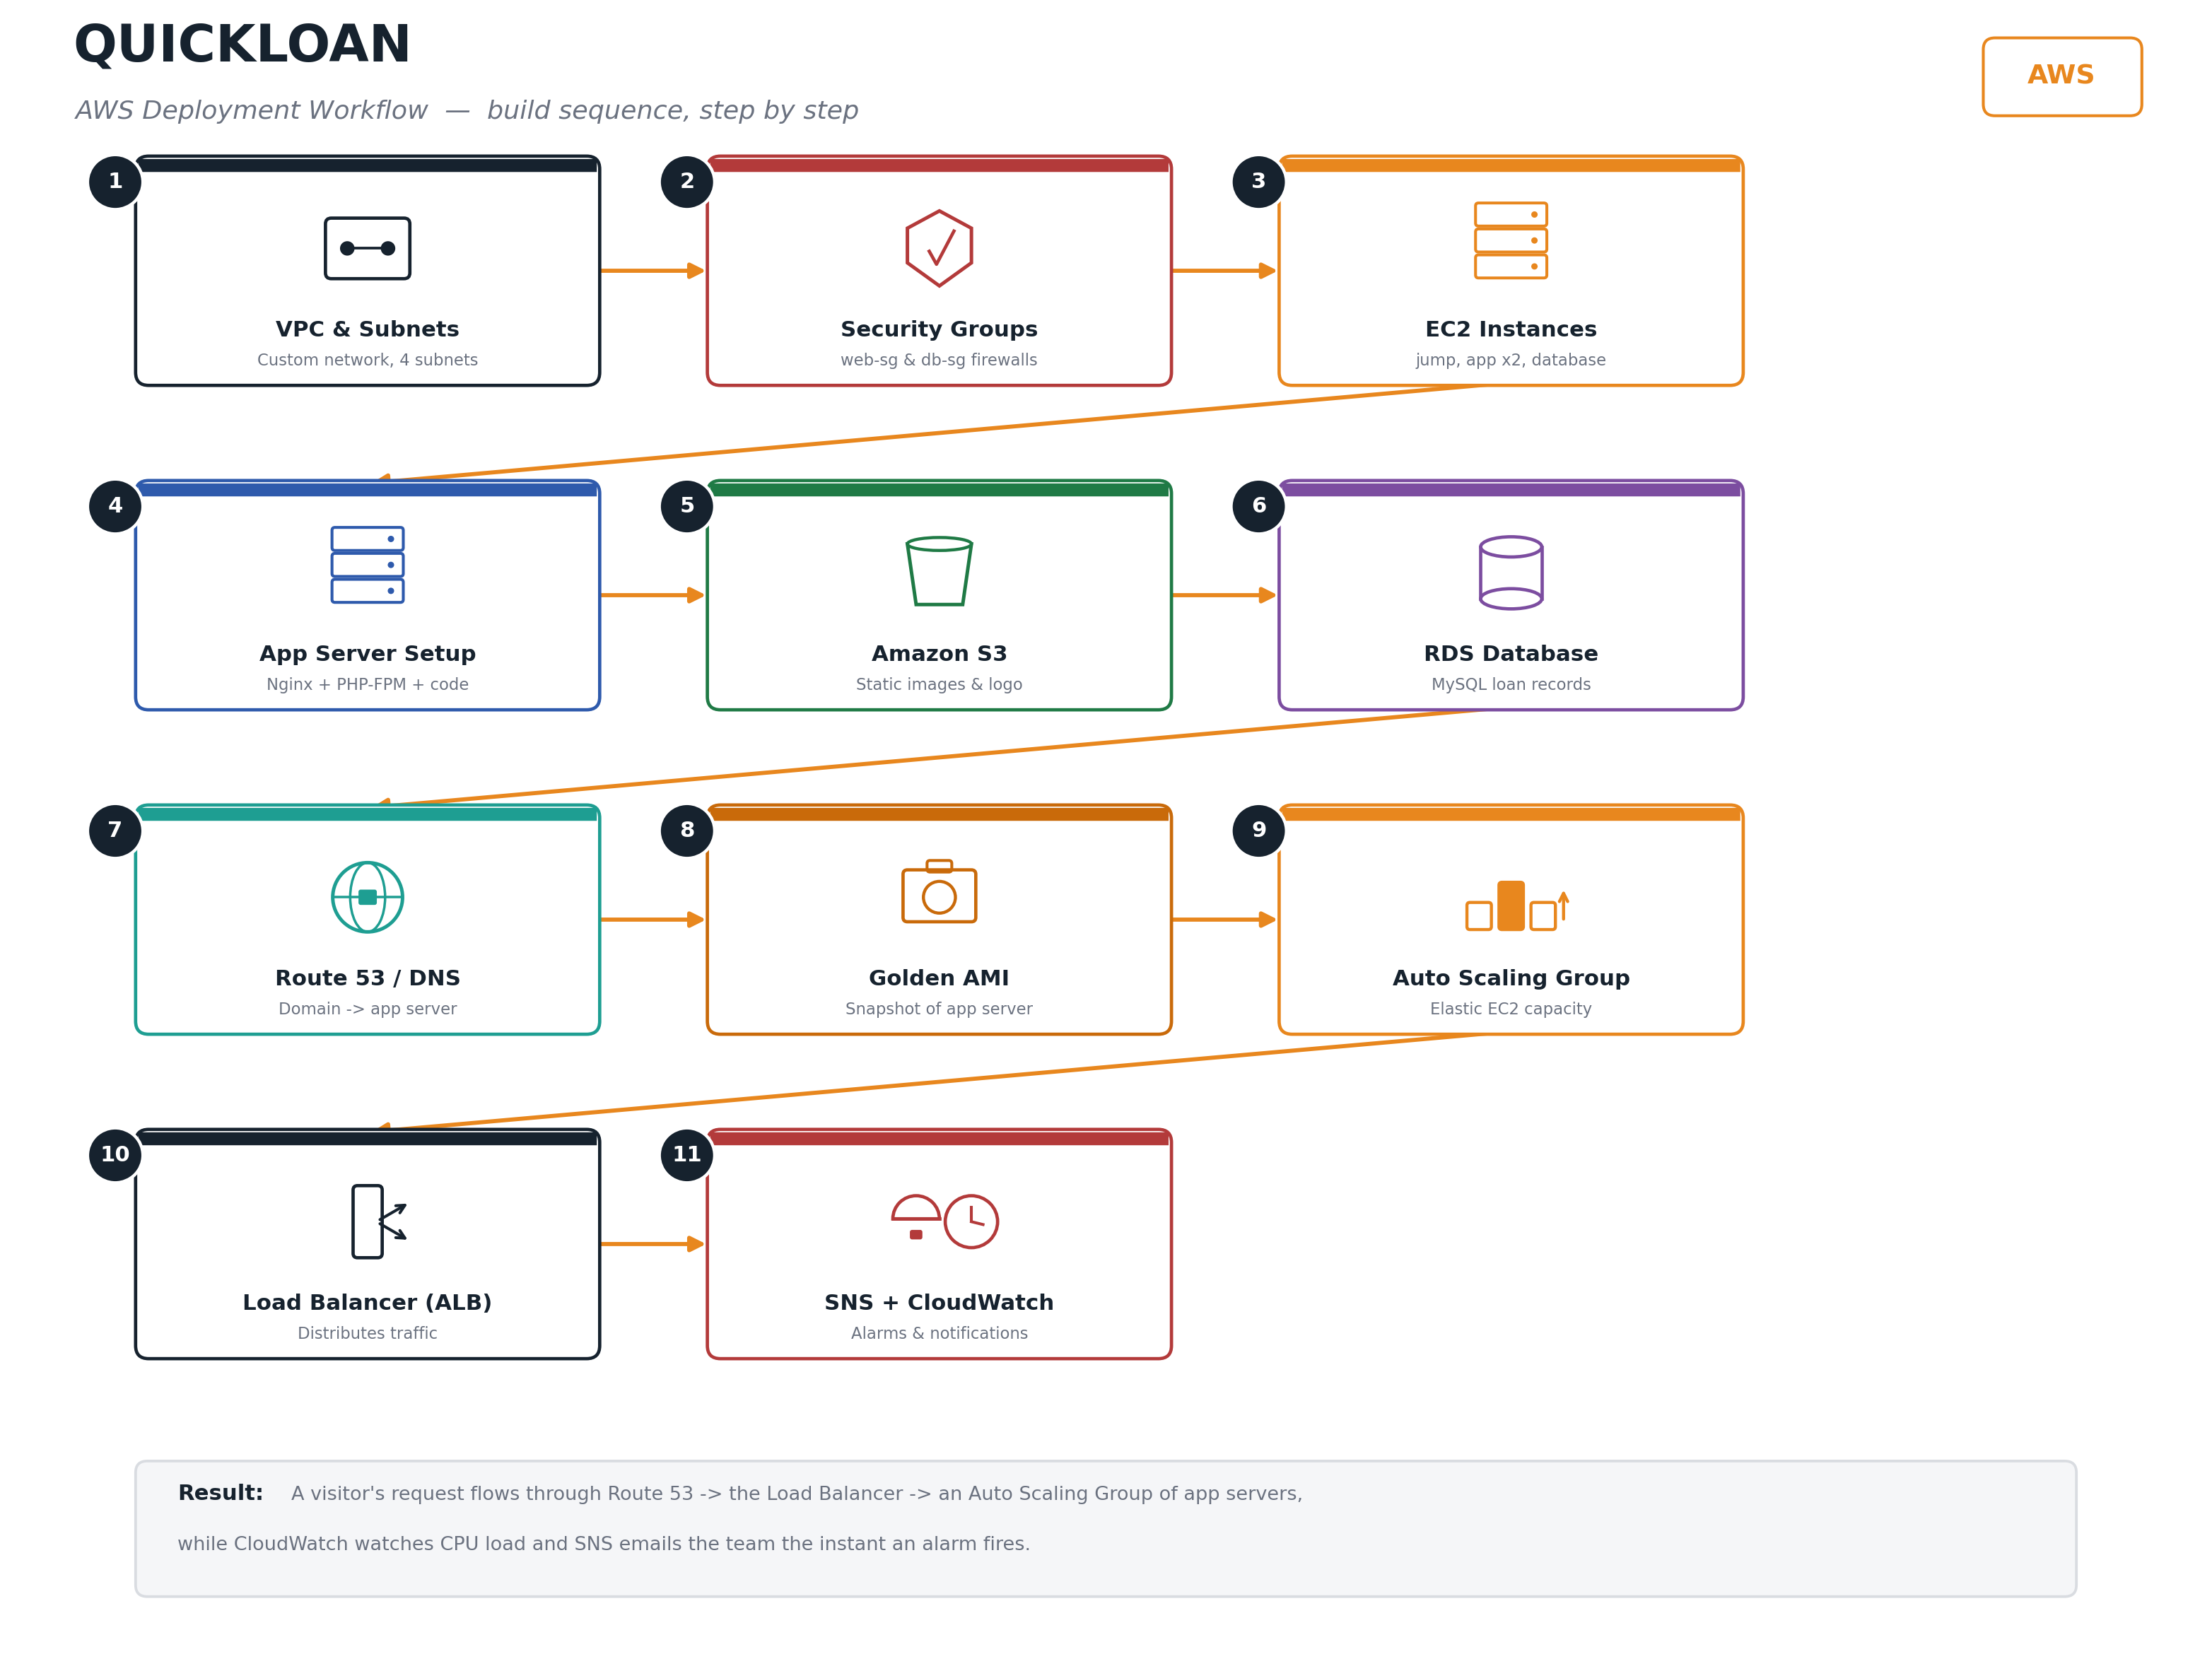 QUICKLOAN
AWS
AWS Deployment Workflow — build sequence, step by step
1
VPC & Subnets
Custom network, 4 subnets
2
Security Groups
web-sg & db-sg firewalls
3
EC2 Instances
jump, app x2, database
4
App Server Setup
Nginx + PHP-FPM + code
5
Amazon S3
Static images & logo
6
RDS Database
MySQL loan records
7
Route 53 / DNS
Domain -> app server
8
Golden AMI
Snapshot of app server
9
Auto Scaling Group
Elastic EC2 capacity
10
Load Balancer (ALB)
Distributes traffic
11
SNS + CloudWatch
Alarms & notifications
Result: A visitor's request flows through Route 53 -> the Load Balancer -> an Auto Scaling Group of app servers,
while CloudWatch watches CPU load and SNS emails the team the instant an alarm fires.